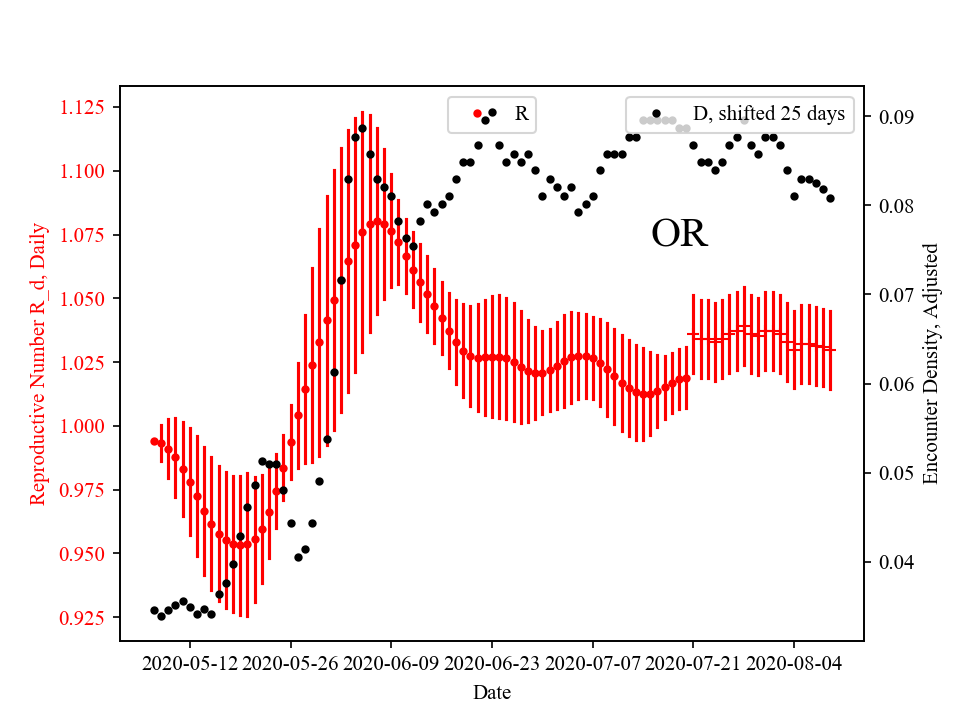 R
D, shifted 25 days
OR
Reproductive Number R_d, Daily
1.125
1.100
1.075
1.050
1.025
1.000
0.975
0.950
0.925
0.09
0.08
0.07
0.06
0.05
0.04
Encounter Density, Adjusted
2020-05-12 2020-05-26 2020-06-09 2020-06-23 2020-07-07 2020-07-21 2020-08-04
Date